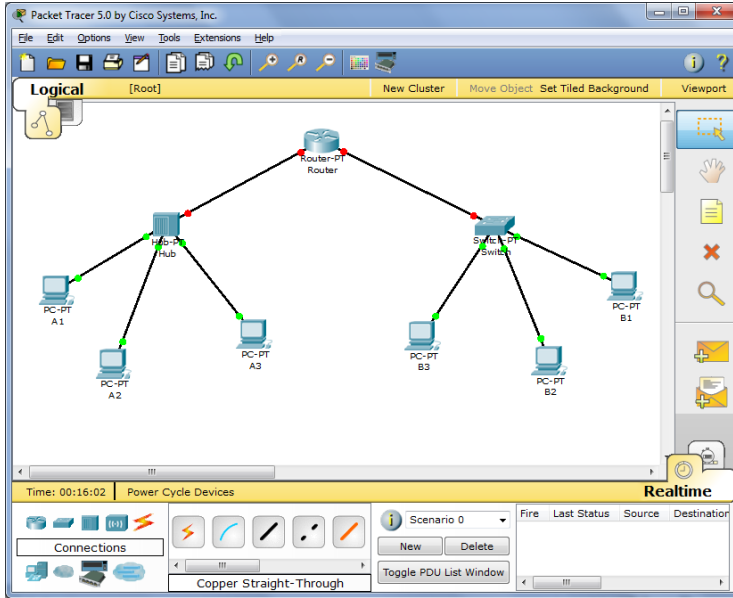 Packet Tracer 5.0 by Cisco Systems, Inc.
File Edit Options View Tools Extensions Help
Logical [Root] New Cluster Move Object Set Tiled Background Viewport
Router-PT
Router
Hub-PT
Hub
Switch-PT
Switch
PC-PT
A1
PC-PT
A2
PC-PT
A3
PC-PT
B3
PC-PT
B2
PC-PT
B1
Time: 00:16:02 Power Cycle Devices Realtime
Connections
Copper Straight-Through
Scenario 0
New Delete
Toggle PDU List Window
Fire Last Status Source Destination